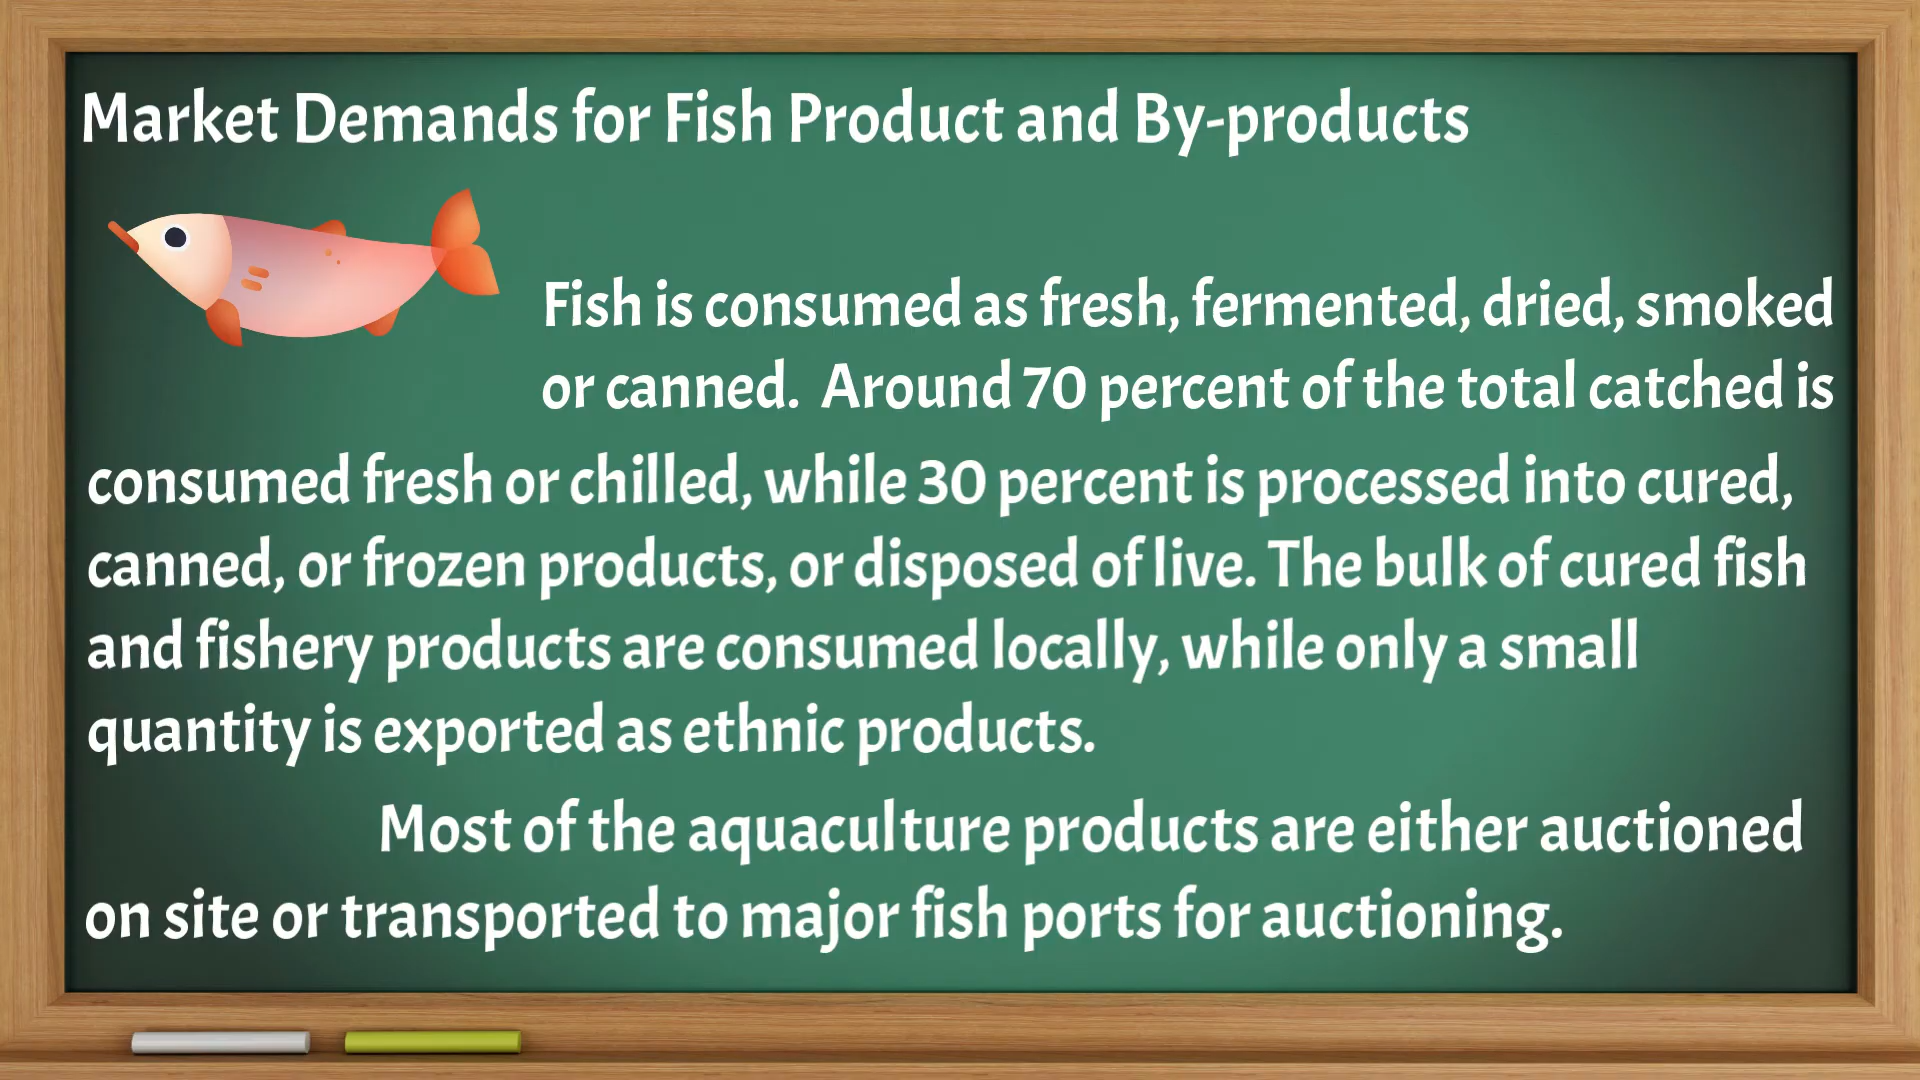 Market Demands for Fish Product and By-products
Fish is consumed as fresh, fermented, dried, smoked
or canned.  Around 70 percent of the total catched is
consumed fresh or chilled, while 30 percent is processed into cured,
canned, or frozen products, or disposed of live. The bulk of cured fish
and fishery products are consumed locally, while only a small
quantity is exported as ethnic products.
Most of the aquaculture products are either auctioned
on site or transported to major fish ports for auctioning.